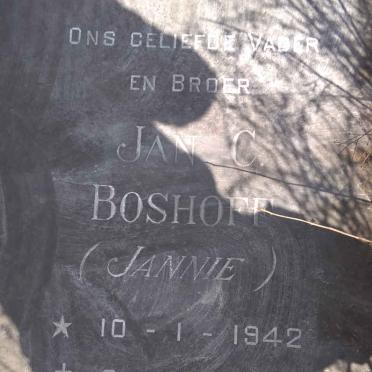 ONS GELIEFDE VADER
EN BROER
JAN C
BOSHOFF
(JANNIE)
★ 10 - 1 - 1942